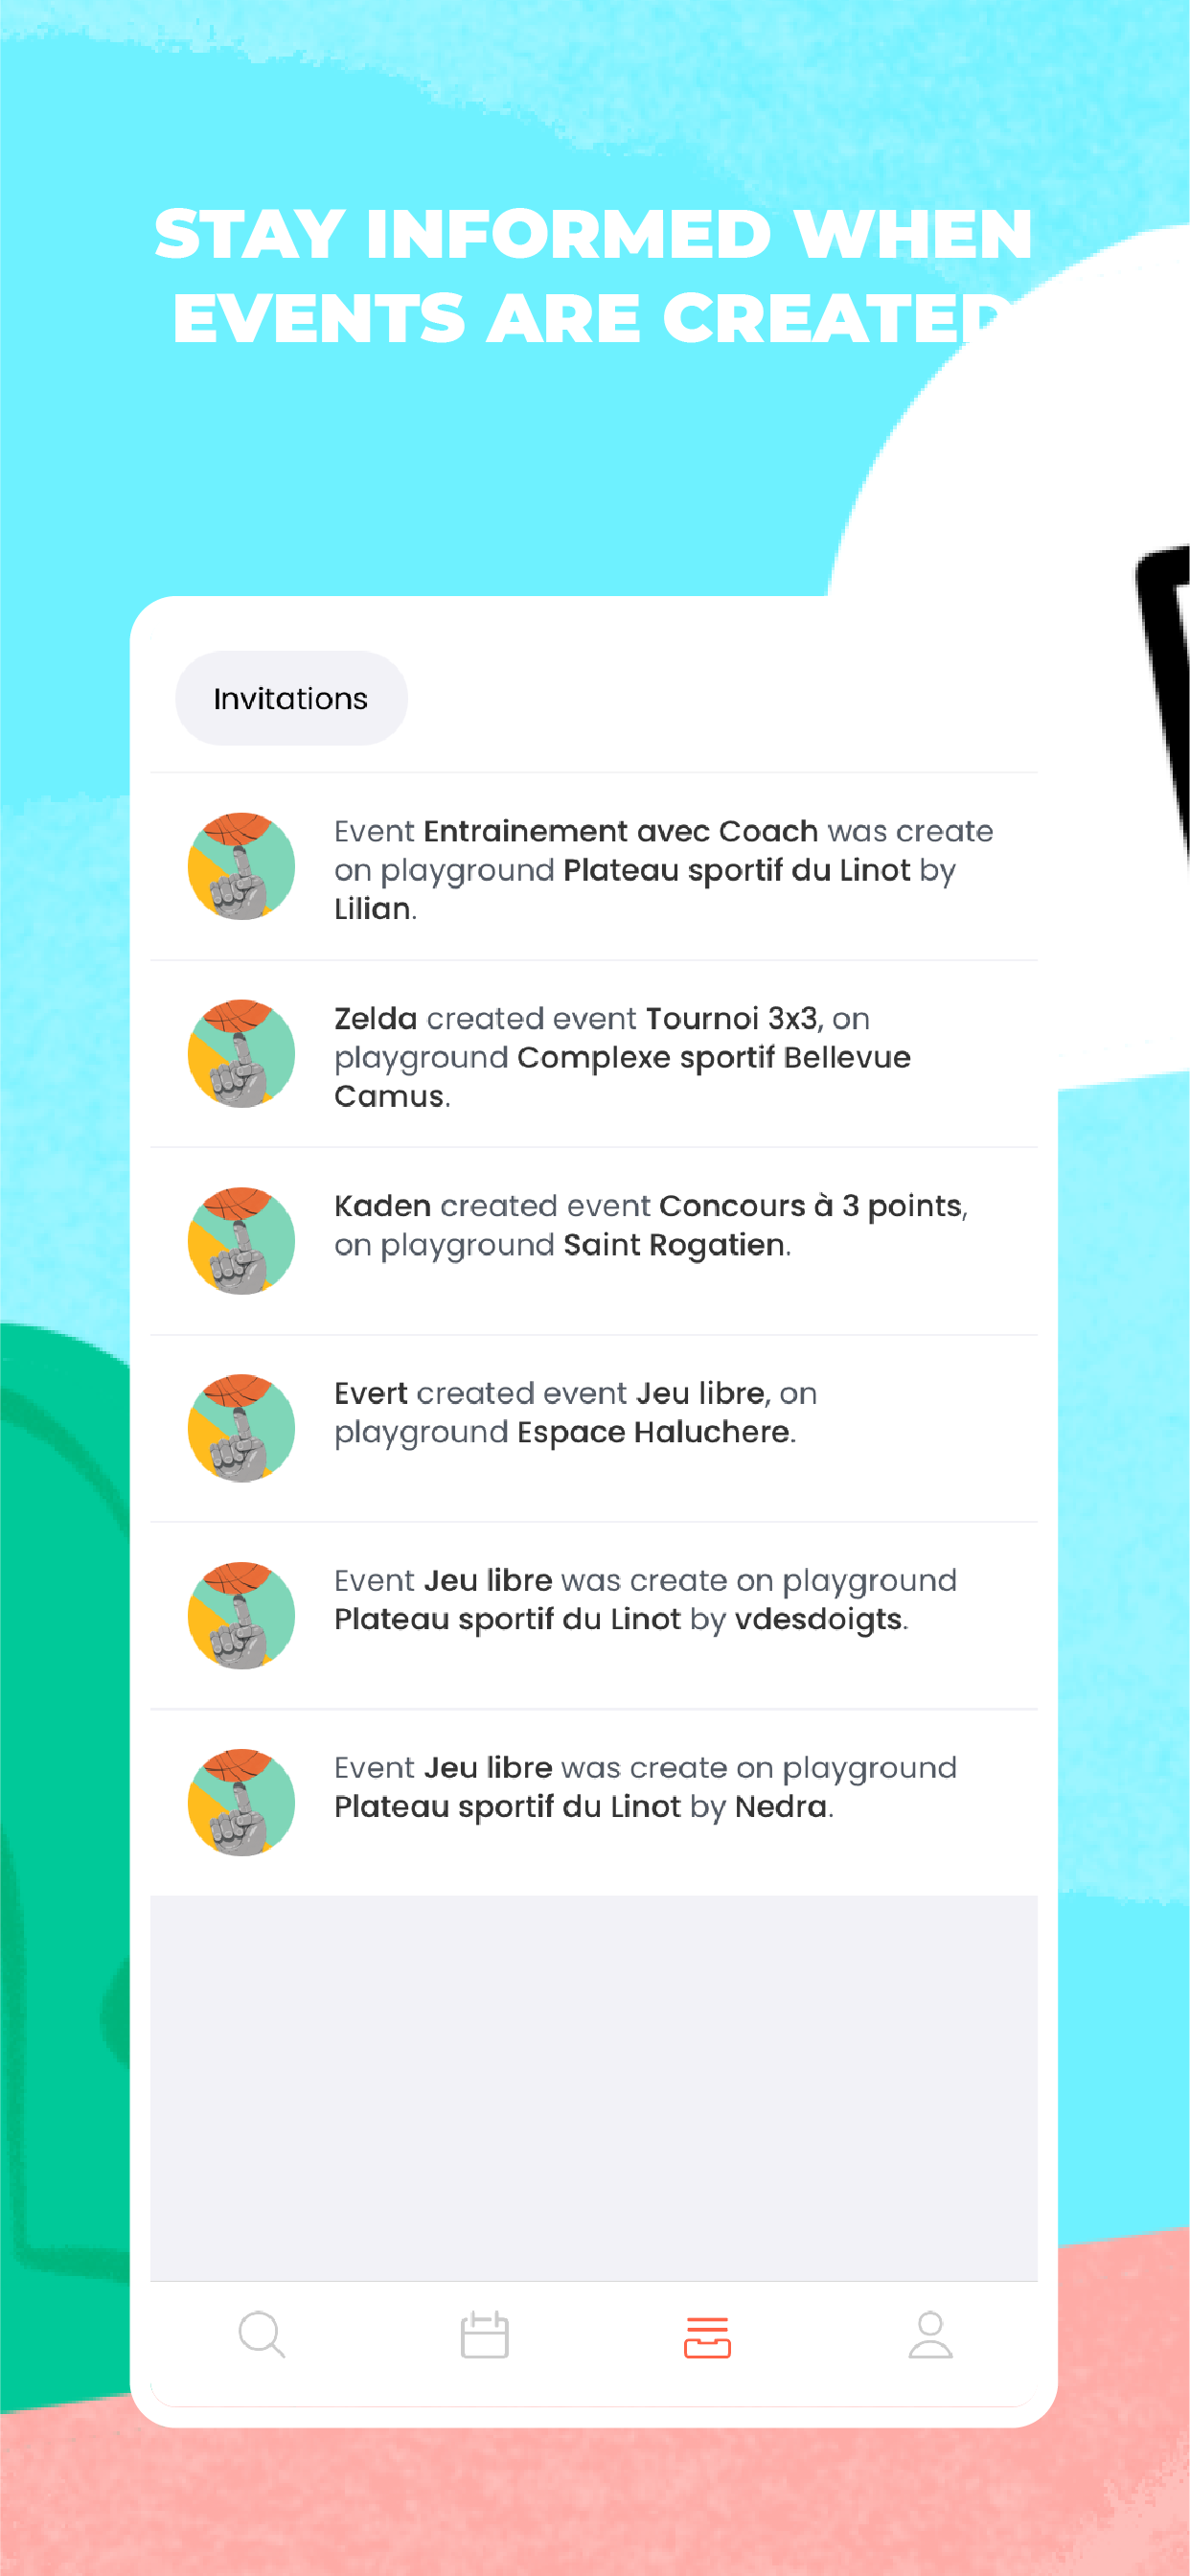 STAY INFORMED WHEN
EVENTS ARE CREATED
Invitations
Event Entrainement avec Coach was create
on playground Plateau sportif du Linot by
Lilian.
Zelda created event Tournoi 3x3, on
playground Complexe sportif Bellevue
Camus.
Kaden created event Concours à 3 points,
on playground Saint Rogatien.
Evert created event Jeu libre, on
playground Espace Haluchere.
Event Jeu libre was create on playground
Plateau sportif du Linot by vdesdoigts.
Event Jeu libre was create on playground
Plateau sportif du Linot by Nedra.